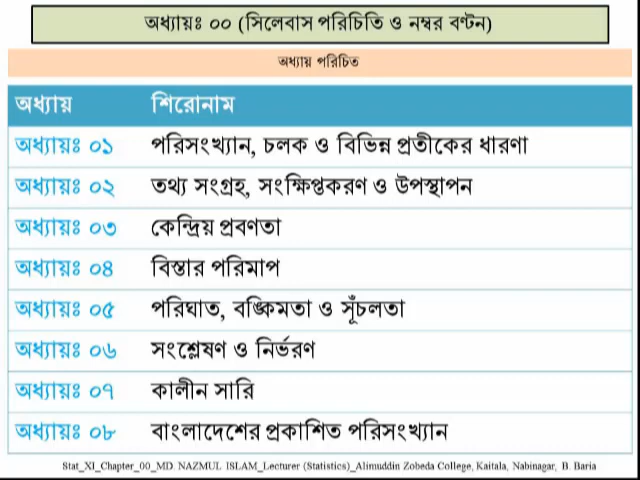 অধ্যায়ঃ ০০ (সিলেবাস পরিচিতি ও নম্বর বণ্টন)
অধ্যায় পরিচিত
অধ্যায় শিরোনাম
অধ্যায়ঃ ০১ পরিসংখ্যান, চলক ও বিভিন্ন প্রতীকের ধারণা
অধ্যায়ঃ ০২ তথ্য সংগ্রহ, সংক্ষিপ্তকরণ ও উপস্থাপন
অধ্যায়ঃ ০৩ কেন্দ্রিয় প্রবণতা
অধ্যায়ঃ ০৪ বিস্তার পরিমাপ
অধ্যায়ঃ ০৫ পরিঘাত, বঙ্কিমতা ও সূঁচলতা
অধ্যায়ঃ ০৬ সংশ্লেষণ ও নির্ভরণ
অধ্যায়ঃ ০৭ কালীন সারি
অধ্যায়ঃ ০৮ বাংলাদেশের প্রকাশিত পরিসংখ্যান
Stat_XI_Chapter_00_MD. NAZMUL ISLAM_Lecturer (Statistics)_Alimuddin Zobeda College, Kaitala, Nabinagar, B. Baria